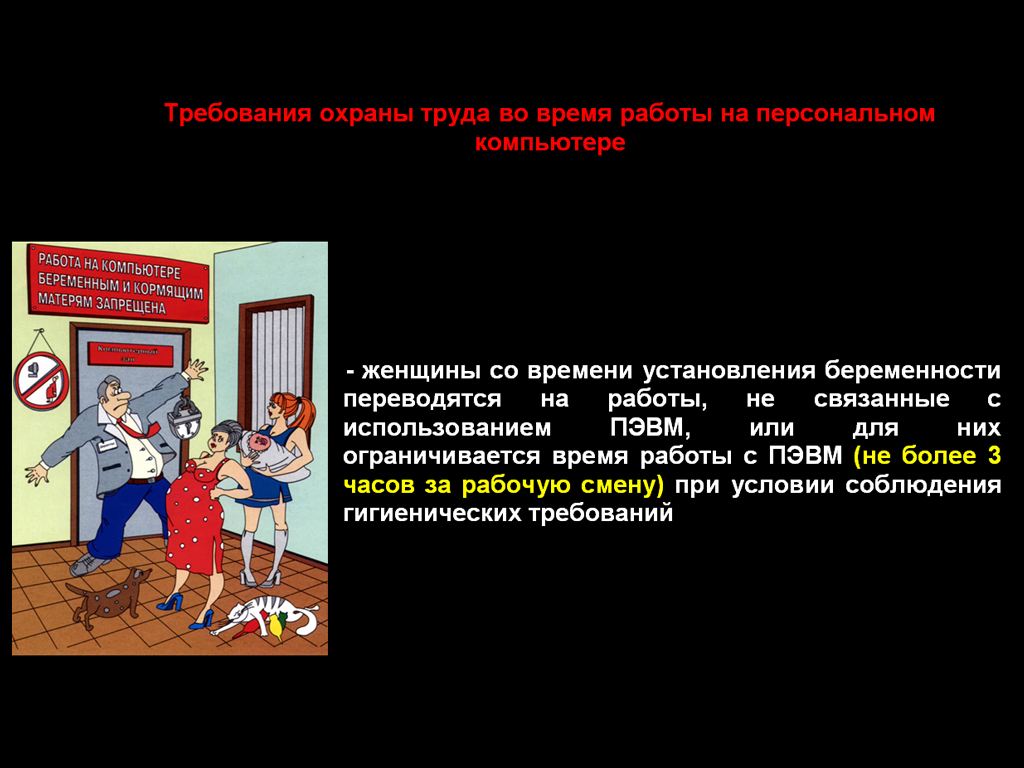 Требования охраны труда во время работы на персональном
компьютере
РАБОТА НА КОМПЬЮТЕРЕ
БЕРЕМЕННЫМ И КОРМЯЩИМ
МАТЕРЯМ ЗАПРЕЩЕНА
Компьютерный
зал
- женщины со времени установления беременности
переводятся на работы, не связанные с
использованием ПЭВМ, или для них
ограничивается время работы с ПЭВМ (не более 3
часов за рабочую смену) при условии соблюдения
гигиенических требований